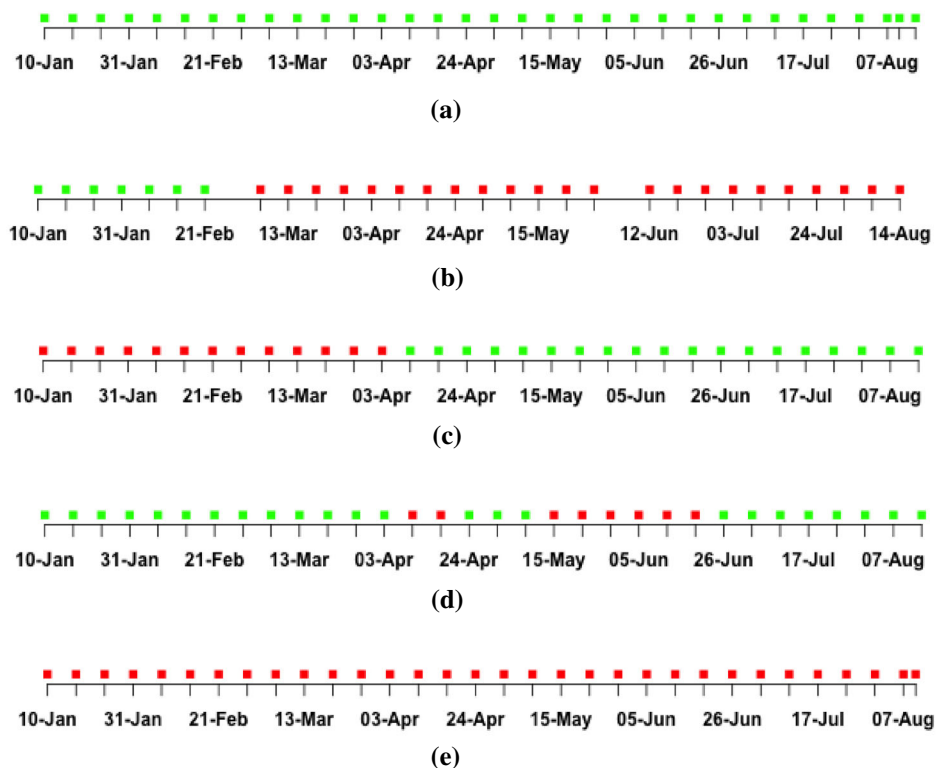 10-Jan 31-Jan 21-Feb 13-Mar 03-Apr 24-Apr 15-May 05-Jun 26-Jun 17-Jul 07-Aug
(a)
10-Jan 31-Jan 21-Feb 13-Mar 03-Apr 24-Apr 15-May 12-Jun 03-Jul 24-Jul 14-Aug
(b)
10-Jan 31-Jan 21-Feb 13-Mar 03-Apr 24-Apr 15-May 05-Jun 26-Jun 17-Jul 07-Aug
(c)
10-Jan 31-Jan 21-Feb 13-Mar 03-Apr 24-Apr 15-May 05-Jun 26-Jun 17-Jul 07-Aug
(d)
10-Jan 31-Jan 21-Feb 13-Mar 03-Apr 24-Apr 15-May 05-Jun 26-Jun 17-Jul 07-Aug
(e)